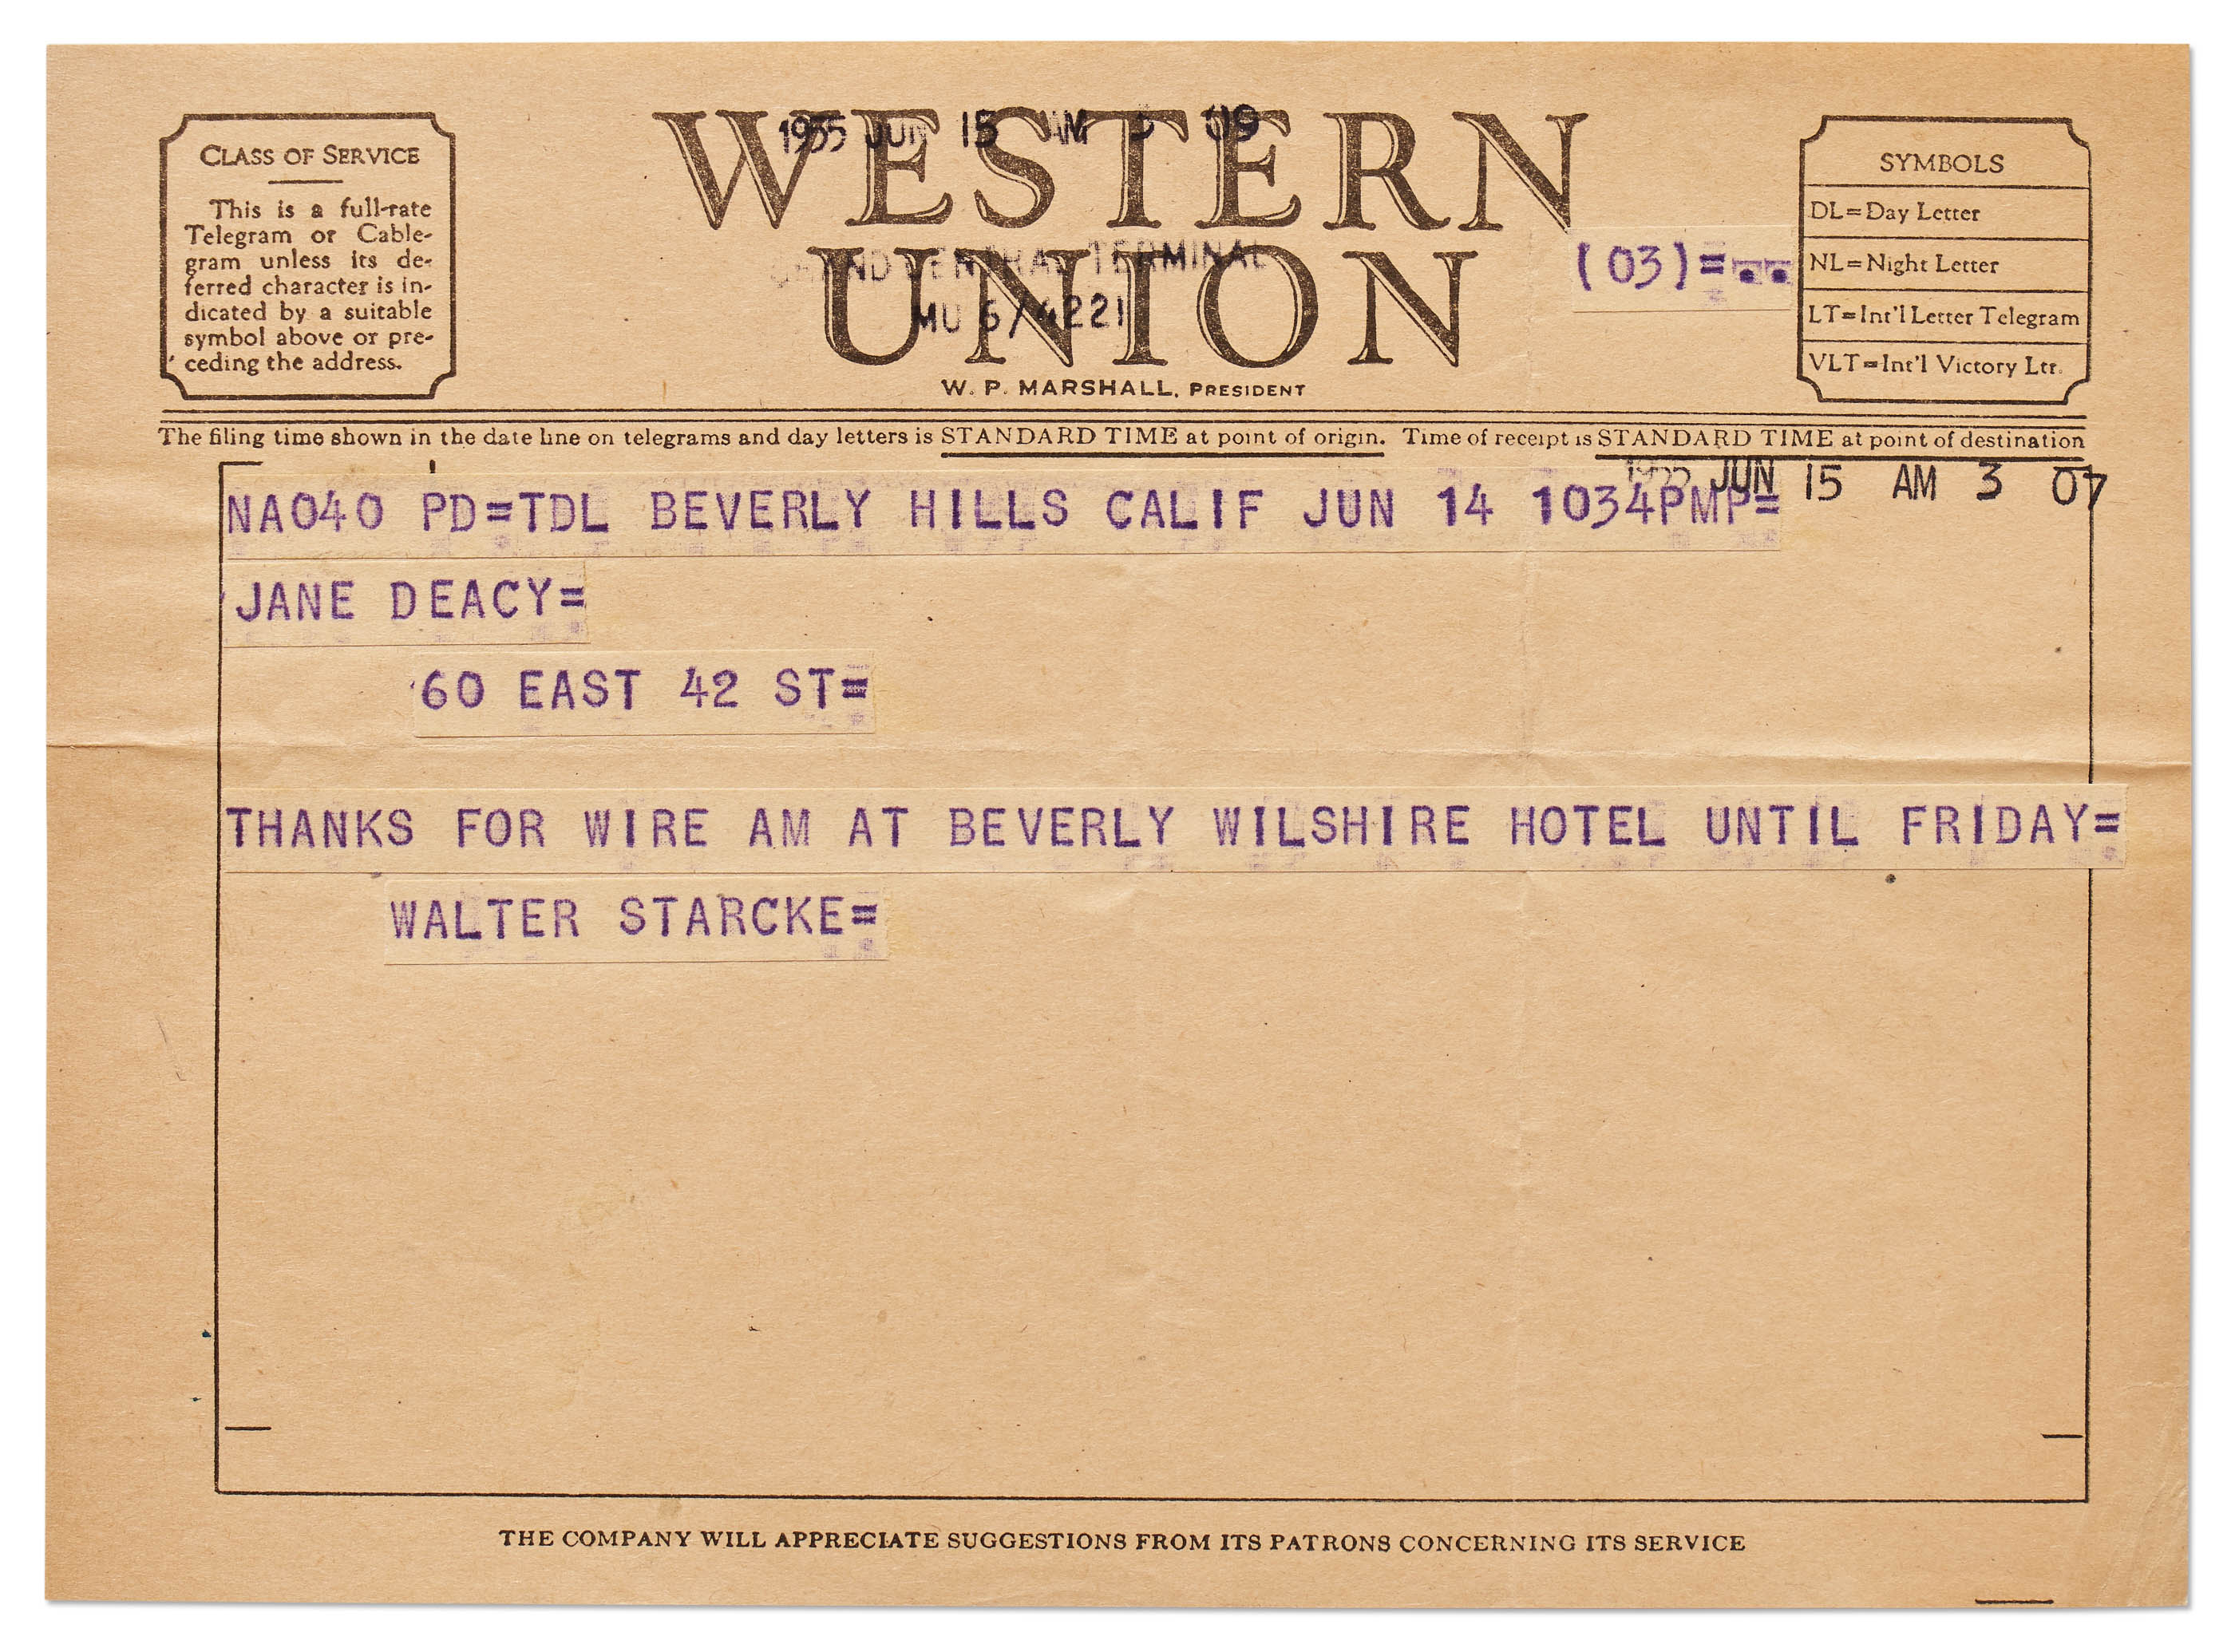 CLASS OF SERVICE
This is a full-rate
Telegram or Cable-
gram unless its de-
ferred character is in-
dicated by a suitable
symbol above or pre-
ceding the address.
WESTERN
UNION
1955 JUN 15 AM 09
GRAND CENTRAL TERMINAL
MU 6/4221
W. P. MARSHALL, PRESIDENT
(03)=
SYMBOLS
DL=Day Letter
NL=Night Letter
LT=Int'l Letter Telegram
VLT=Int'l Victory Ltr.
The filing time shown in the date line on telegrams and day letters is STANDARD TIME at point of origin. Time of receipt is STANDARD TIME at point of destination
1955 JUN 15 AM 3 07
NA040 PD=TDL BEVERLY HILLS CALIF JUN 14 1034PMP=
JANE DEACY=
60 EAST 42 ST=
THANKS FOR WIRE AM AT BEVERLY WILSHIRE HOTEL UNTIL FRIDAY=
WALTER STARCKE=
THE COMPANY WILL APPRECIATE SUGGESTIONS FROM ITS PATRONS CONCERNING ITS SERVICE